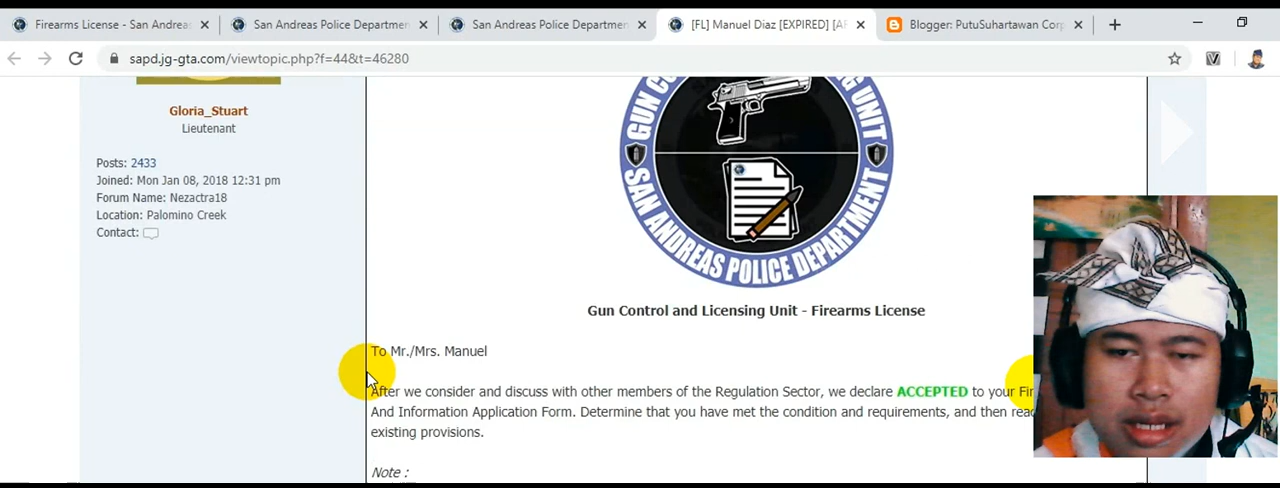 Firearms License - San Andreas
San Andreas Police Departmen
San Andreas Police Departmen
[FL] Manuel Diaz [EXPIRED] [AF
Blogger: PutuSuhartawan Corp
sapd.jg-gta.com/viewtopic.php?f=44&t=46280
Gloria_Stuart
Lieutenant
Posts: 2433
Joined: Mon Jan 08, 2018 12:31 pm
Forum Name: Nezactra18
Location: Palomino Creek
Contact:
GUN CO
UNIT
SAN ANDREAS POLICE DEPARTMENT
Gun Control and Licensing Unit - Firearms License
To Mr./Mrs. Manuel
After we consider and discuss with other members of the Regulation Sector, we declare ACCEPTED to your Fir
And Information Application Form. Determine that you have met the condition and requirements, and then read
existing provisions.
Note :